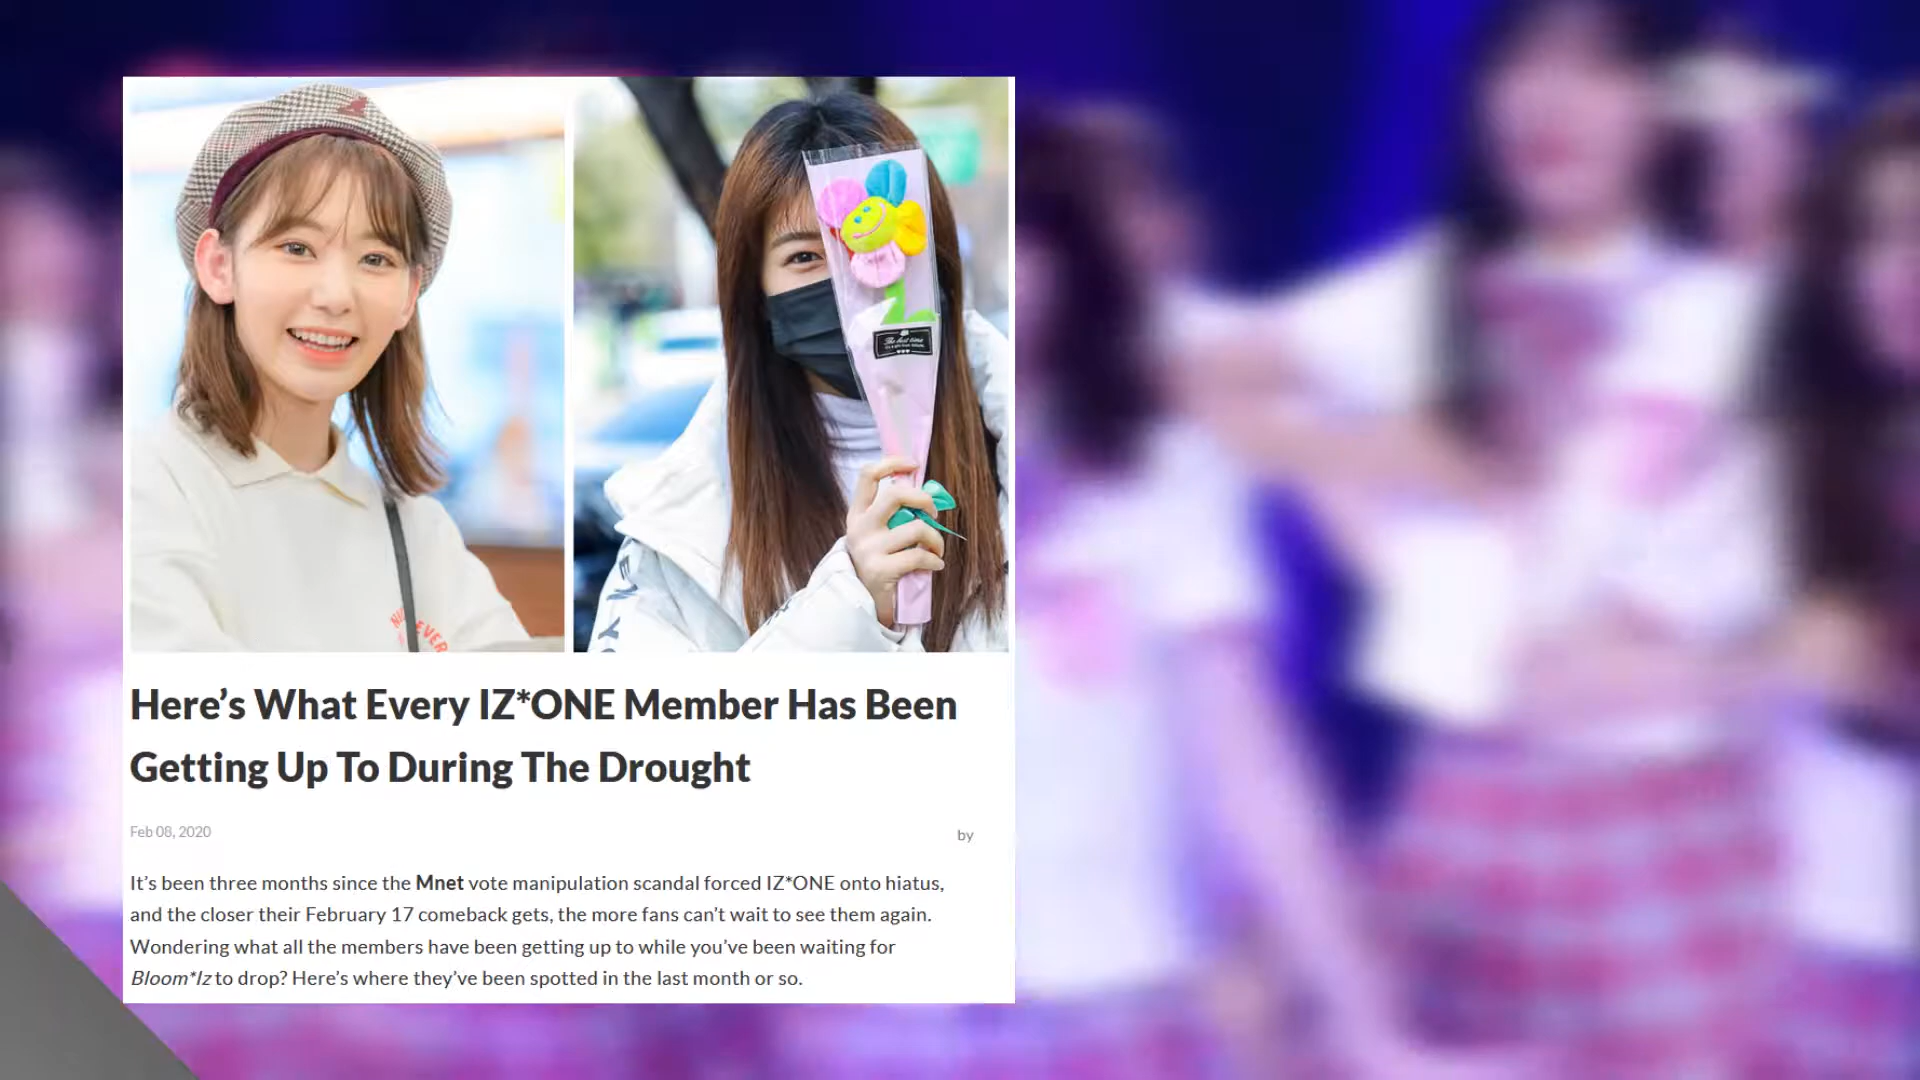 The best time
Here’s What Every IZ*ONE Member Has Been
Getting Up To During The Drought
Feb 08, 2020
by
It’s been three months since the Mnet vote manipulation scandal forced IZ*ONE onto hiatus,
and the closer their February 17 comeback gets, the more fans can’t wait to see them again.
Wondering what all the members have been getting up to while you’ve been waiting for
Bloom*Iz to drop? Here’s where they’ve been spotted in the last month or so.